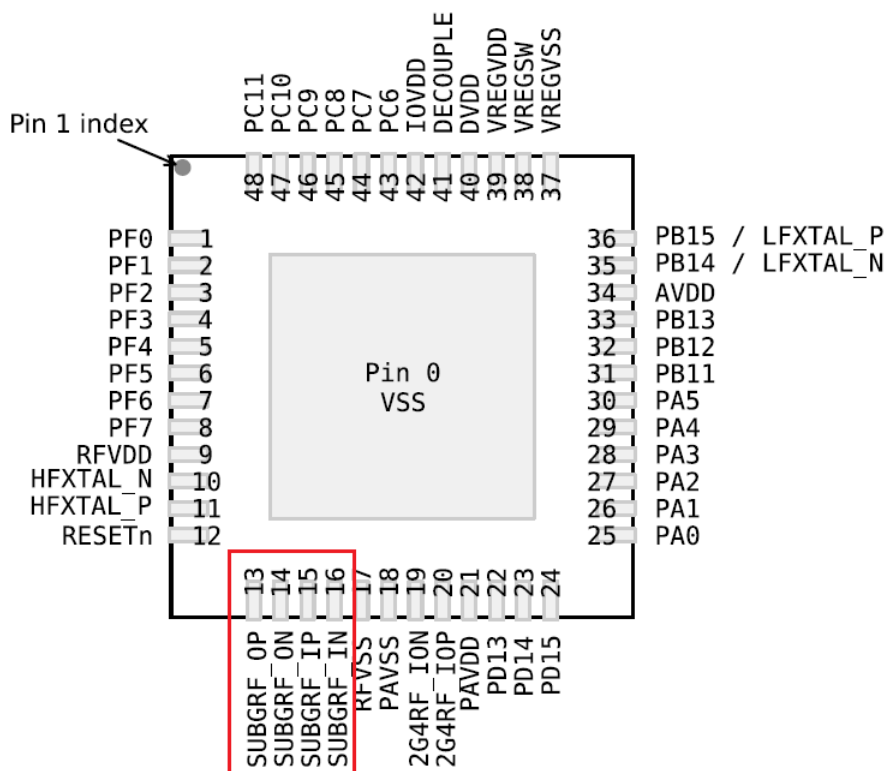 PC11
PC10
PC9
PC8
PC7
PC6
IOVDD
DECOUPLE
DVDD
VREGVDD
VREGSW
VREGVSS
Pin 1 index
48
47
46
45
44
43
42
41
40
39
38
37
PF0 1
PF1 2
PF2 3
PF3 4
PF4 5
PF5 6
PF6 7
PF7 8
RFVDD 9
HFXTAL_N 10
HFXTAL_P 11
RESETn 12
Pin 0
VSS
36 PB15 / LFXTAL_P
35 PB14 / LFXTAL_N
34 AVDD
33 PB13
32 PB12
31 PB11
30 PA5
29 PA4
28 PA3
27 PA2
26 PA1
25 PA0
13
14
15
16
17
18
19
20
21
22
23
24
SUBGRF_OP
SUBGRF_ON
SUBGRF_IP
SUBGRF_IN
RFVSS
PAVSS
2G4RF_ION
2G4RF_IOP
PAVDD
PD13
PD14
PD15